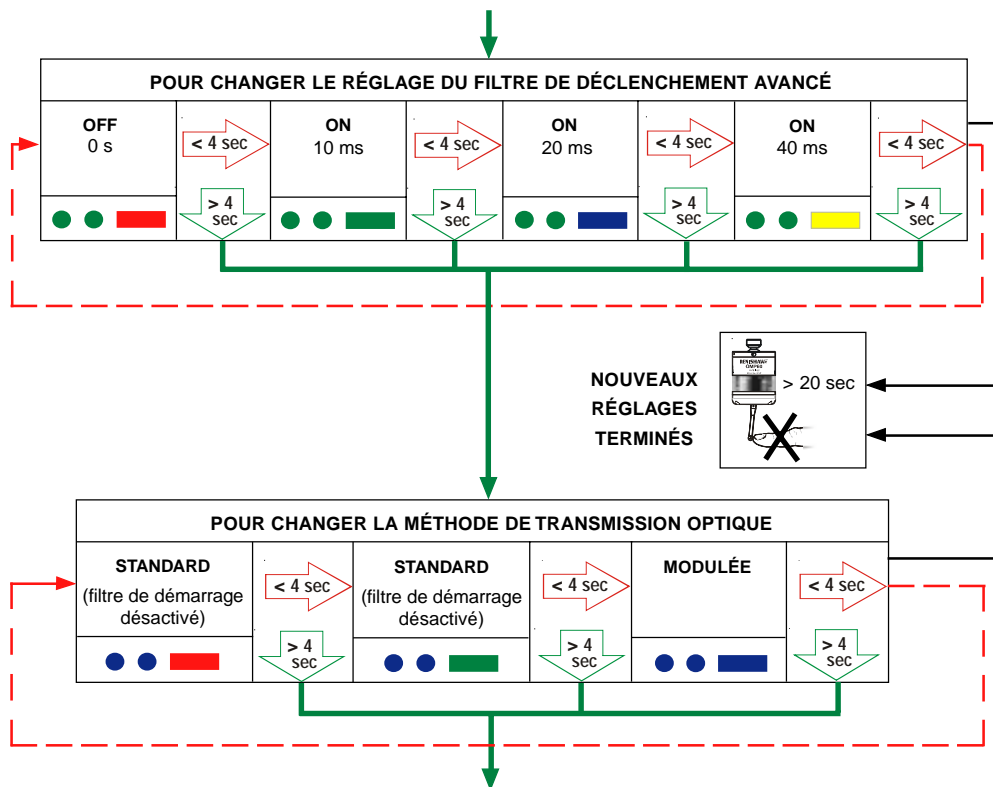 POUR CHANGER LE RÉGLAGE DU FILTRE DE DÉCLENCHEMENT AVANCÉ
OFF
0 s
< 4 sec
> 4
sec
ON
10 ms
< 4 sec
> 4
sec
ON
20 ms
< 4 sec
> 4
sec
ON
40 ms
< 4 sec
> 4
sec
NOUVEAUX
RÉGLAGES
TERMINÉS
RENISHAW
OMP60
> 20 sec
POUR CHANGER LA MÉTHODE DE TRANSMISSION OPTIQUE
STANDARD
(filtre de démarrage
désactivé)
< 4 sec
> 4
sec
STANDARD
(filtre de démarrage
désactivé)
< 4 sec
> 4
sec
MODULÉE
< 4 sec
> 4
sec